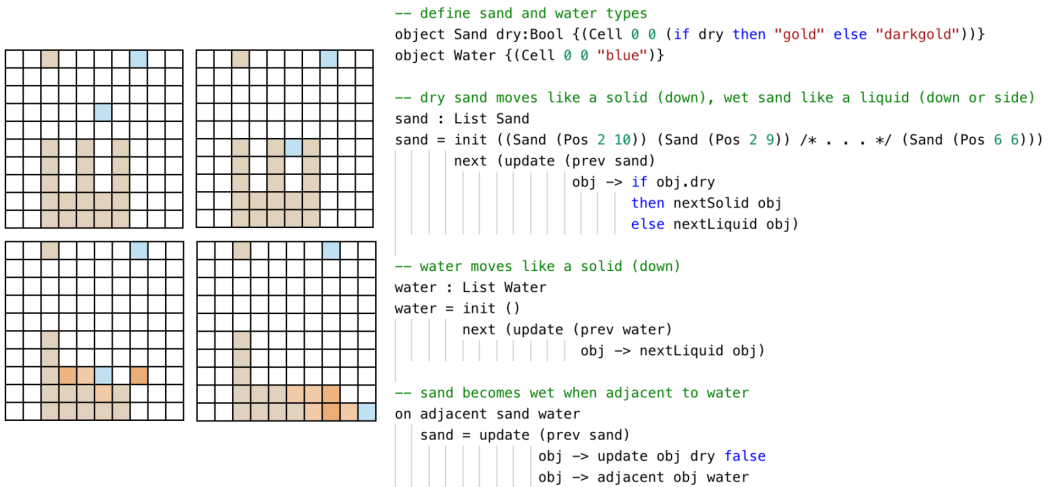 -- define sand and water types
object Sand dry:Bool {(Cell 0 0 (if dry then "gold" else "darkgold"))}
object Water {(Cell 0 0 "blue")}
-- dry sand moves like a solid (down), wet sand like a liquid (down or side)
sand : List Sand
sand = init ((Sand (Pos 2 10)) (Sand (Pos 2 9)) /* . . . */ (Sand (Pos 6 6)))
next (update (prev sand)
obj -> if obj.dry
then nextSolid obj
else nextLiquid obj)
-- water moves like a solid (down)
water : List Water
water = init ()
next (update (prev water)
obj -> nextLiquid obj)
-- sand becomes wet when adjacent to water
on adjacent sand water
sand = update (prev sand)
obj -> update obj dry false
obj -> adjacent obj water